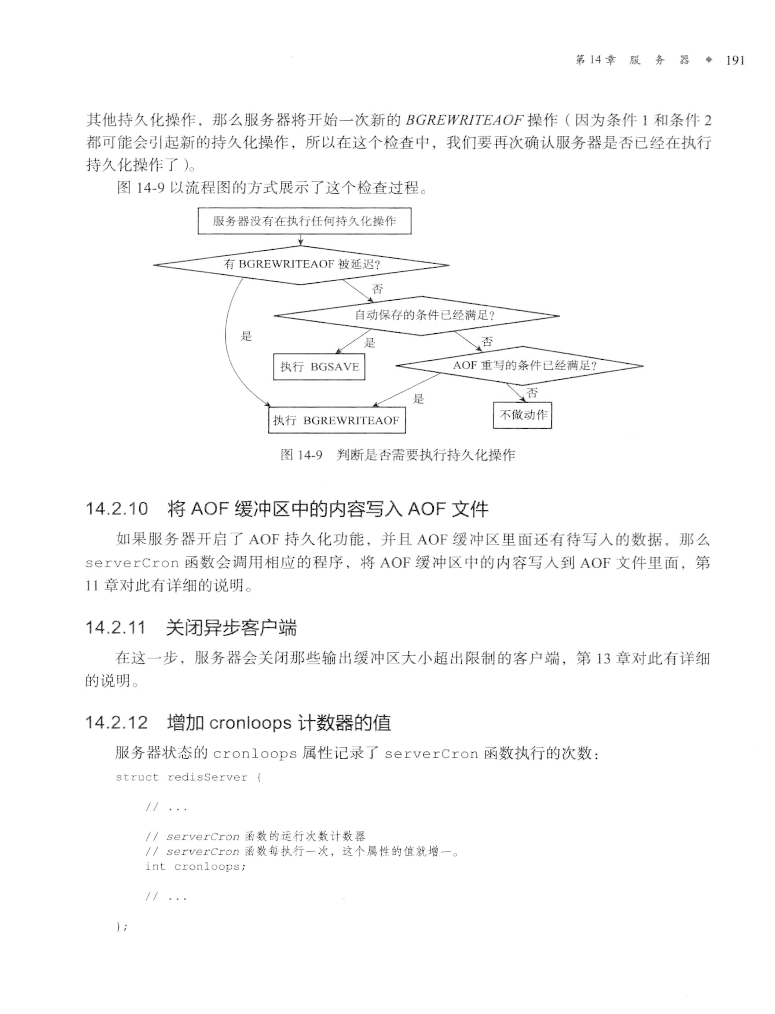 第 14 章 服 务 器 ◆ 191
其他持久化操作，那么服务器将开始一次新的 BGREWRITEAOF 操作（因为条件 1 和条件 2
都可能会引起新的持久化操作，所以在这个检查中，我们要再次确认服务器是否已经在执行
持久化操作了）。
图 14-9 以流程图的方式展示了这个检查过程。
服务器没有在执行任何持久化操作
有 BGREWRITEAOF 被延迟？
否
自动保存的条件已经满足？
是
是
否
执行 BGSAVE
AOF 重写的条件已经满足？
是
否
执行 BGREWRITEAOF
不做动作
图 14-9 判断是否需要执行持久化操作
14.2.10 将 AOF 缓冲区中的内容写入 AOF 文件
如果服务器开启了 AOF 持久化功能，并且 AOF 缓冲区里面还有待写入的数据，那么
serverCron 函数会调用相应的程序，将 AOF 缓冲区中的内容写入到 AOF 文件里面，第
11 章对此有详细的说明。
14.2.11 关闭异步客户端
在这一步，服务器会关闭那些输出缓冲区大小超出限制的客户端，第 13 章对此有详细
的说明。
14.2.12 增加 cronloops 计数器的值
服务器状态的 cronloops 属性记录了 serverCron 函数执行的次数：
struct redisServer {
// ...
// serverCron 函数的运行次数计数器
// serverCron 函数每执行一次，这个属性的值就增一。
int cronloops;
// ...
};